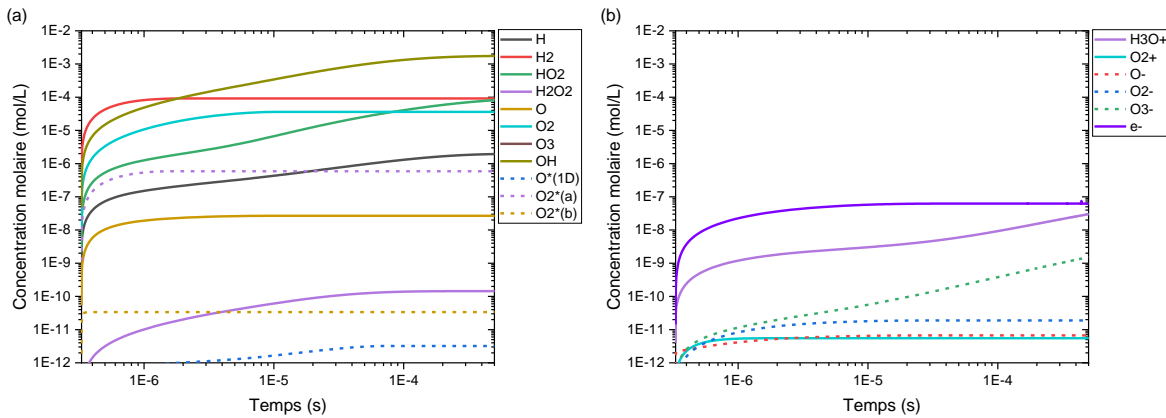 (a)
1E-2
1E-3
1E-4
1E-5
1E-6
1E-7
1E-8
1E-9
1E-10
1E-11
1E-12
Concentration molaire (mol/L)
1E-6 1E-5 1E-4
Temps (s)
H
H2
HO2
H2O2
O
O2
O3
OH
O*(1D)
O2*(a)
O2*(b)
(b)
1E-2
1E-3
1E-4
1E-5
1E-6
1E-7
1E-8
1E-9
1E-10
1E-11
1E-12
Concentration molaire (mol/L)
1E-6 1E-5 1E-4
Temps (s)
H3O+
O2+
O-
O2-
O3-
e-